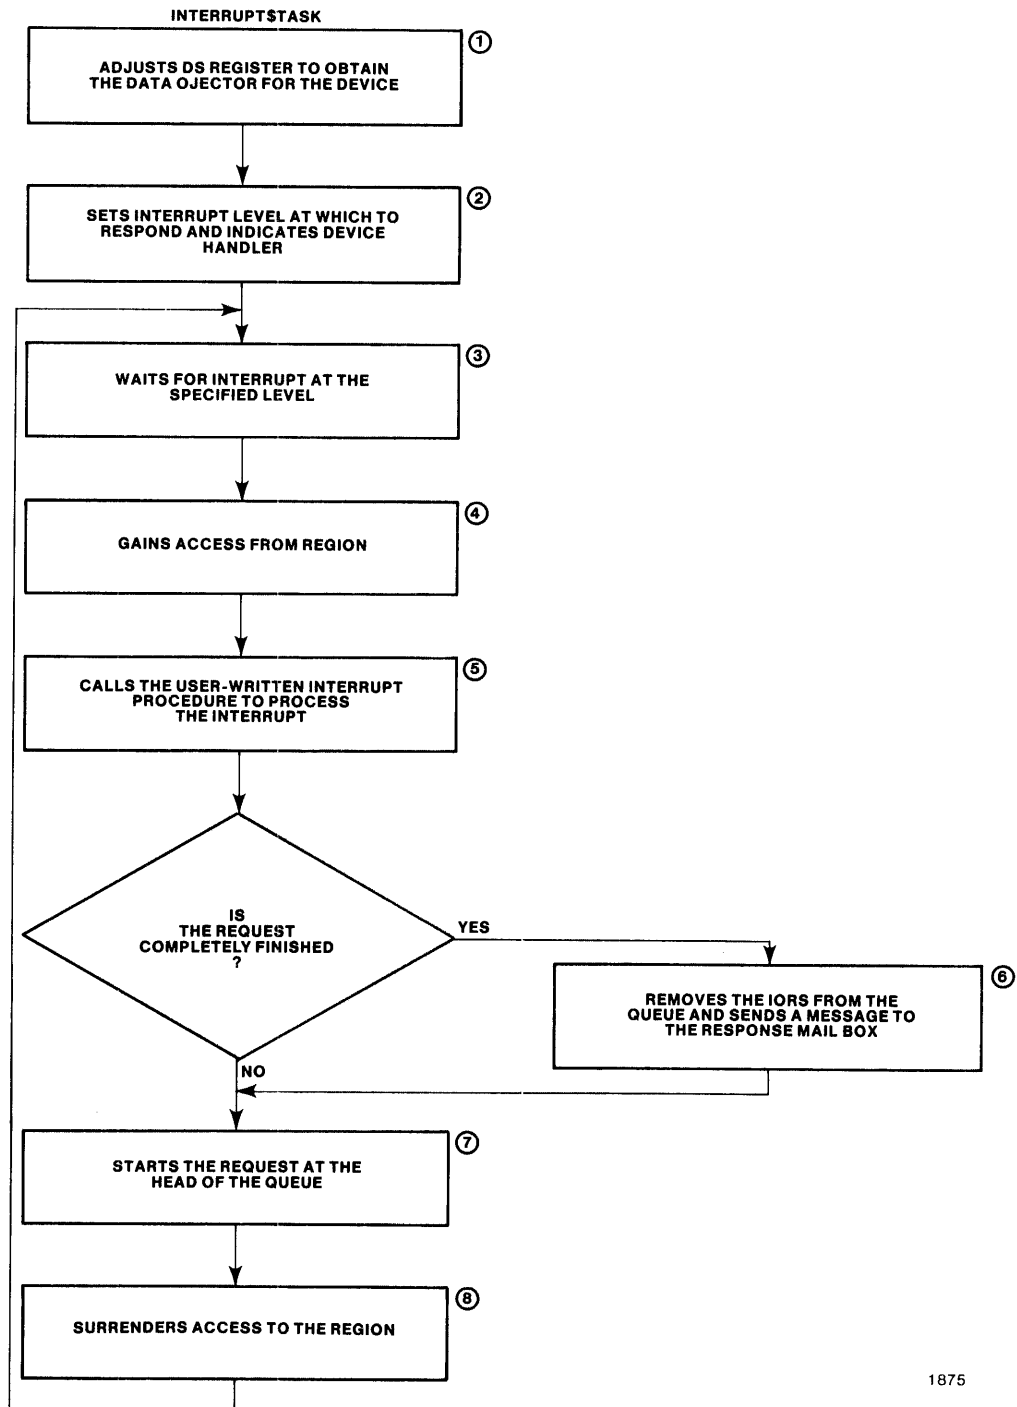 INTERRUPT$TASK
1
ADJUSTS DS REGISTER TO OBTAIN
THE DATA OJECTOR FOR THE DEVICE
2
SETS INTERRUPT LEVEL AT WHICH TO
RESPOND AND INDICATES DEVICE
HANDLER
3
WAITS FOR INTERRUPT AT THE
SPECIFIED LEVEL
4
GAINS ACCESS FROM REGION
5
CALLS THE USER-WRITTEN INTERRUPT
PROCEDURE TO PROCESS
THE INTERRUPT
IS
THE REQUEST
COMPLETELY FINISHED
?
YES
6
REMOVES THE IORS FROM THE
QUEUE AND SENDS A MESSAGE TO
THE RESPONSE MAIL BOX
NO
7
STARTS THE REQUEST AT THE
HEAD OF THE QUEUE
8
SURRENDERS ACCESS TO THE REGION
1875